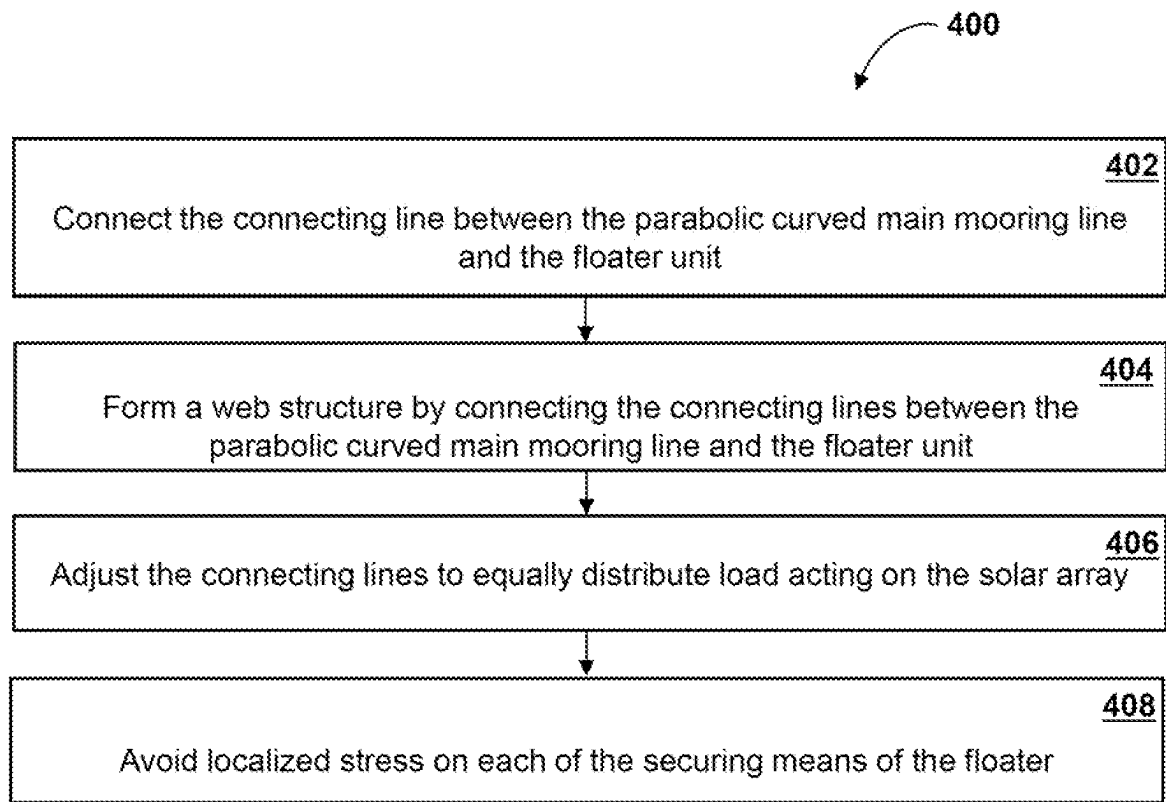 400
402
Connect the connecting line between the parabolic curved main mooring line
and the floater unit
404
Form a web structure by connecting the connecting lines between the
parabolic curved main mooring line and the floater unit
406
Adjust the connecting lines to equally distribute load acting on the solar array
408
Avoid localized stress on each of the securing means of the floater